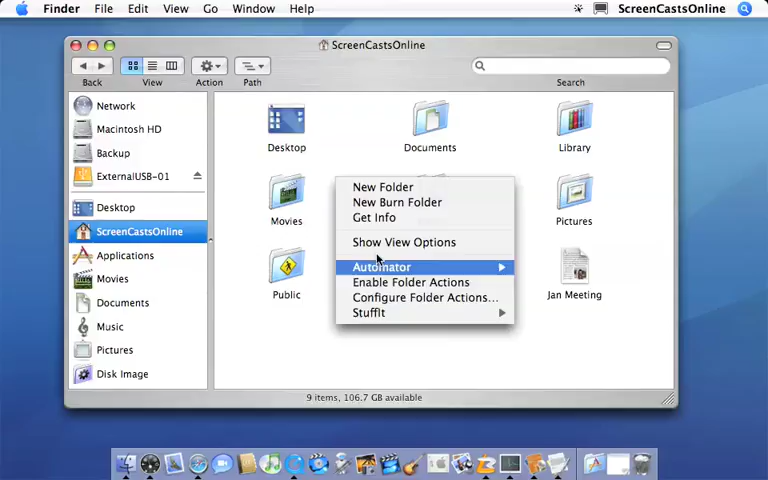 Finder File Edit View Go Window Help ScreenCastsOnline
ScreenCastsOnline
Back View Action Path Search
Network
Macintosh HD
Backup
ExternalUSB-01
Desktop
ScreenCastsOnline
Applications
Movies
Documents
Music
Pictures
Disk Image
Desktop Documents Library
Movies Pictures
Public Jan Meeting
New Folder
New Burn Folder
Get Info
Show View Options
Automator
Enable Folder Actions
Configure Folder Actions...
StuffIt
9 items, 106.7 GB available